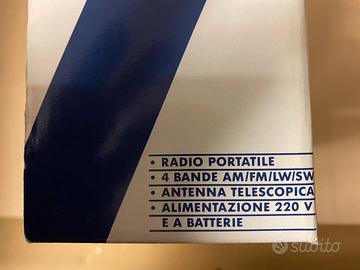 • RADIO PORTATILE
• 4 BANDE AM/FM/LW/SW
• ANTENNA TELESCOPICA
• ALIMENTAZIONE 220 V
E A BATTERIE
subito